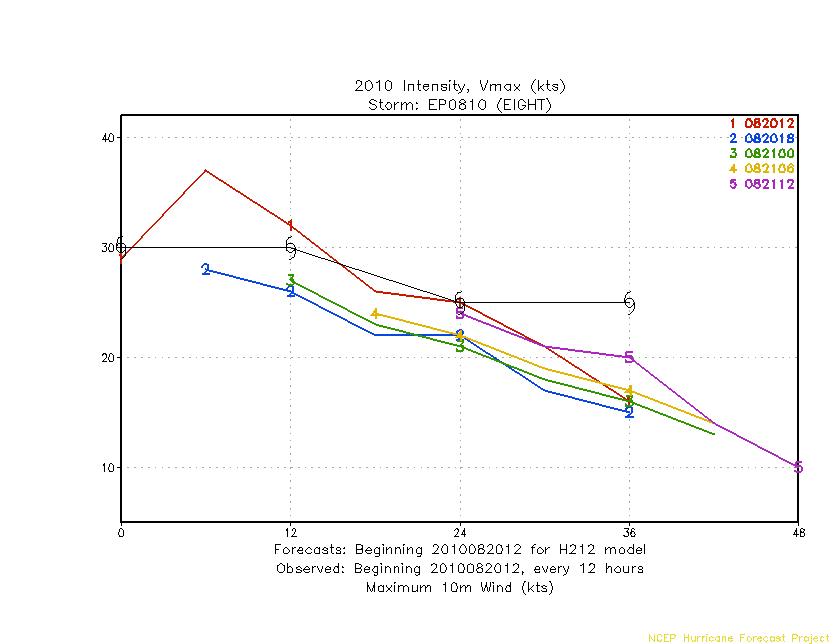 2010 Intensity, Vmax (kts)
Storm: EP0810 (EIGHT)
1 082012
2 082018
3 082100
4 082106
5 082112
40
30
20
10
0 12 24 36 48
Forecasts: Beginning 2010082012 for H212 model
Observed: Beginning 2010082012, every 12 hours
Maximum 10m Wind (kts)
NCEP Hurricane Forecast Project